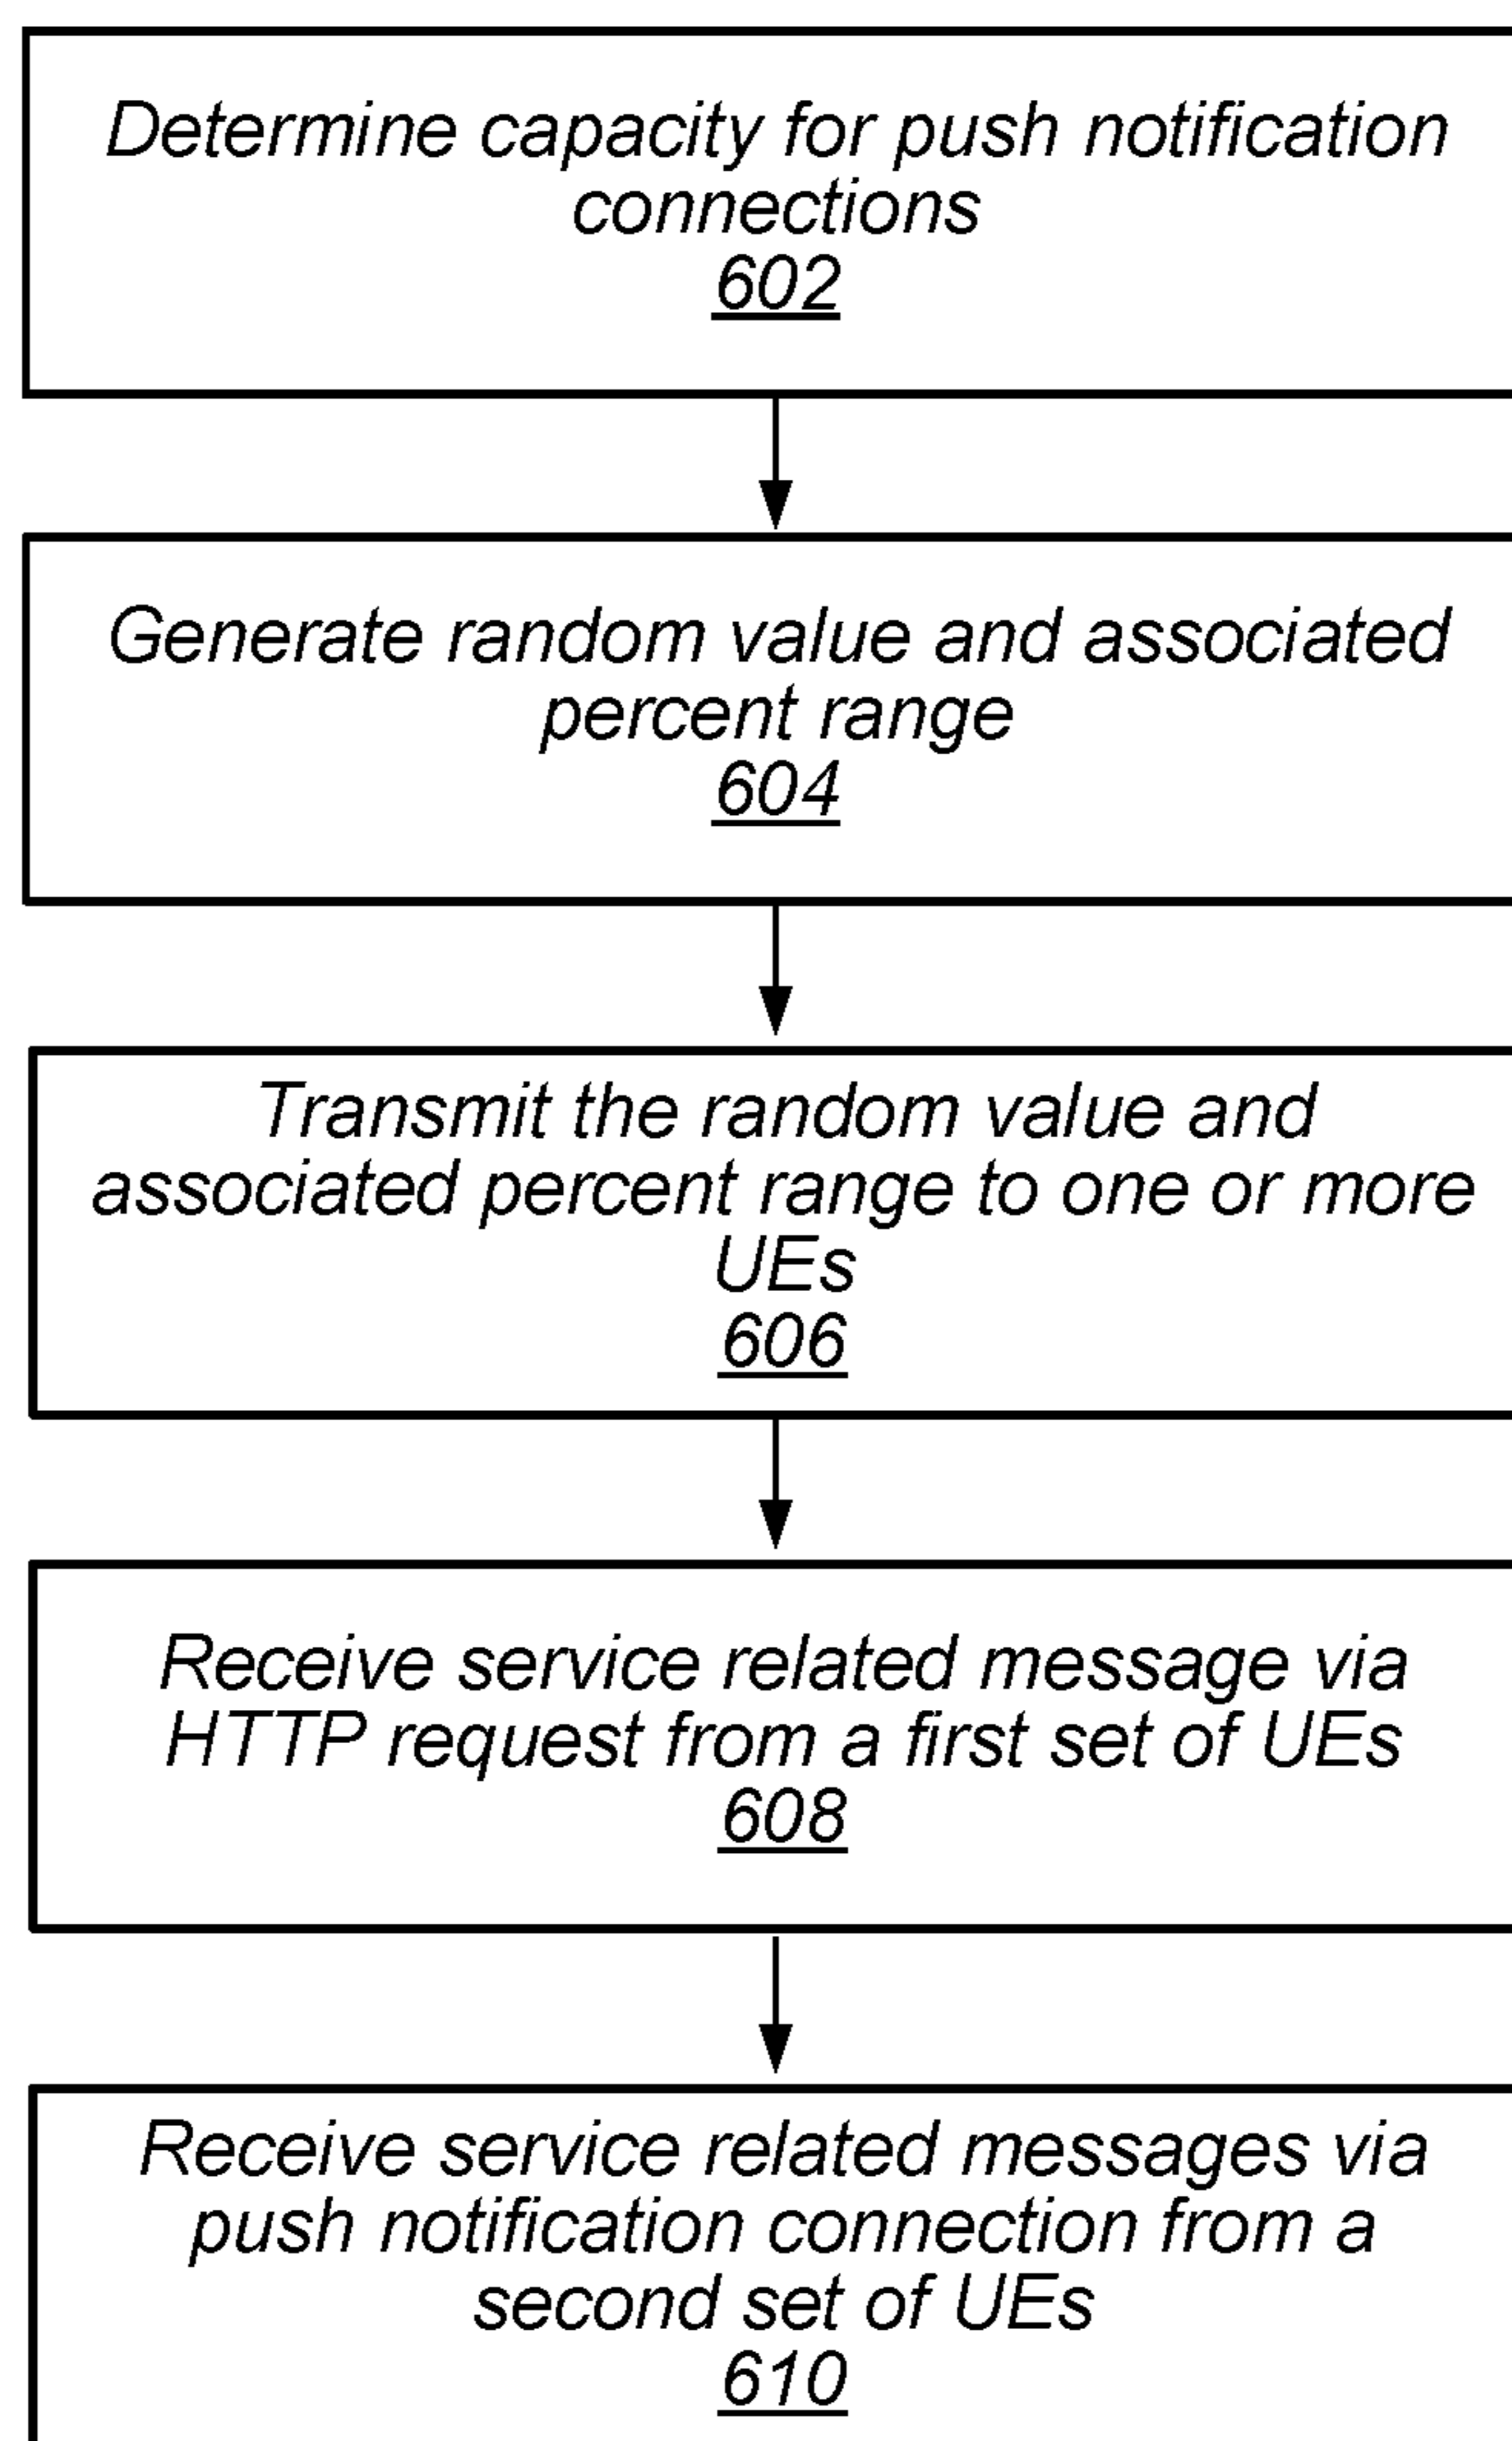 Determine capacity for push notification
connections
602
Generate random value and associated
percent range
604
Transmit the random value and
associated percent range to one or more
UEs
606
Receive service related message via
HTTP request from a first set of UEs
608
Receive service related messages via
push notification connection from a
second set of UEs
610